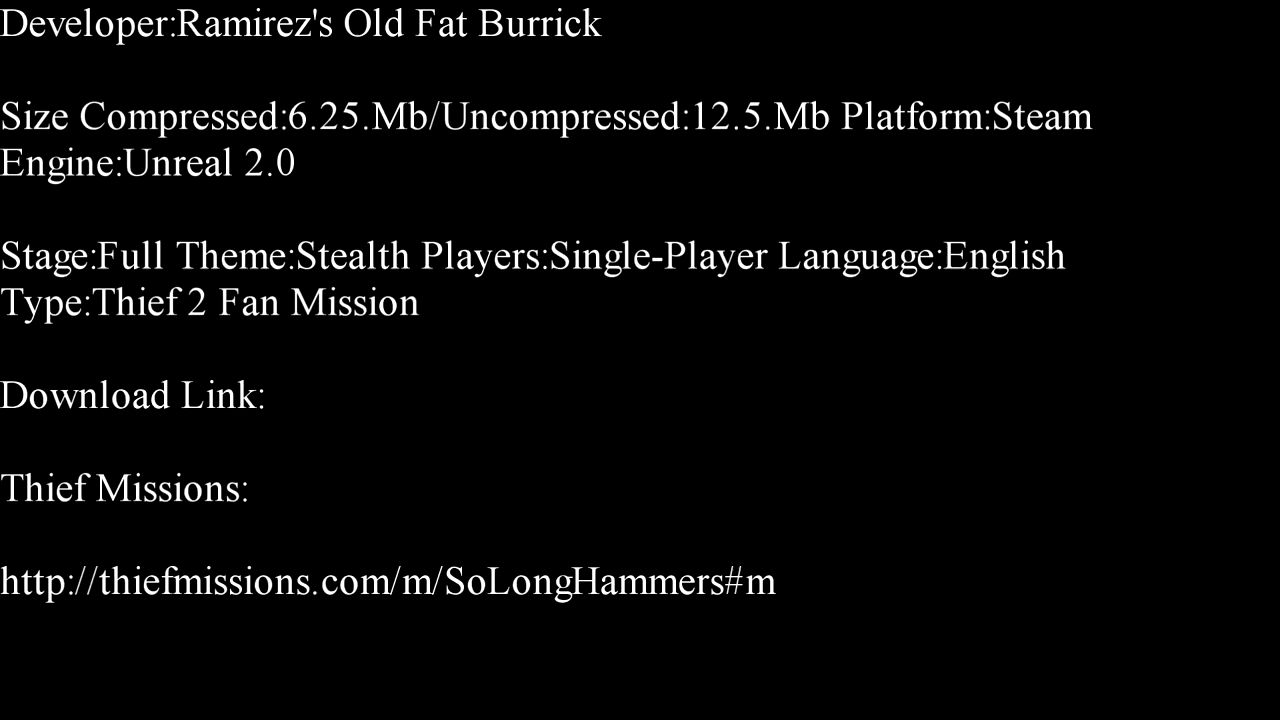 Developer:Ramirez's Old Fat Burrick
Size Compressed:6.25.Mb/Uncompressed:12.5.Mb Platform:Steam
Engine:Unreal 2.0
Stage:Full Theme:Stealth Players:Single-Player Language:English
Type:Thief 2 Fan Mission
Download Link:
Thief Missions:
http://thiefmissions.com/m/SoLongHammers#m